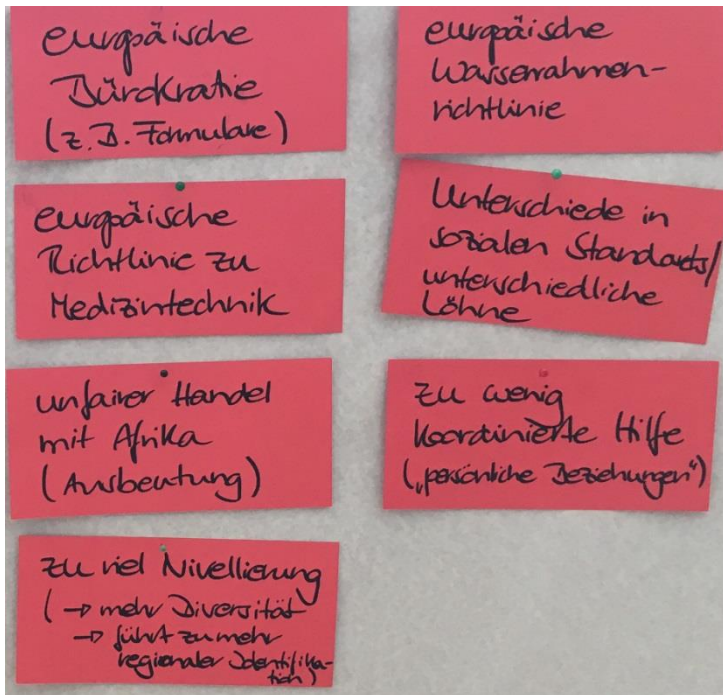 europäische
Bürokratie
(z.B. Formulare)
europäische
Wasserrahmen-
richtlinie
europäische
Richtlinie zu
Medizintechnik
Unterschiede in
sozialen Standarts/
unterschiedliche
Löhne
unfairer Handel
mit Afrika
(Ausbeutung)
zu wenig
koordinierte Hilfe
(„persönliche Beziehungen“)
zu viel Nivellierung
(→ mehr Diversität
→ führt zu mehr
regionaler Identifika-
tion)